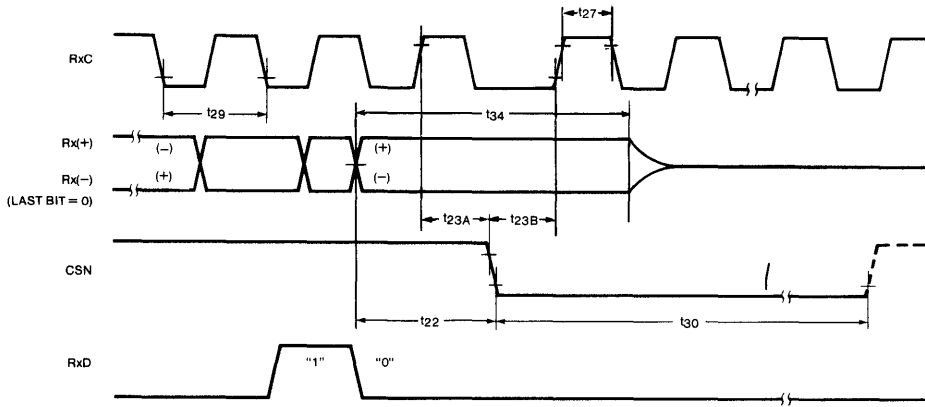 t27
RxC
t29
t34
Rx(+)
(–)
(+)
Rx(–)
(+)
(–)
(LAST BIT = 0)
t23A
t23B
CSN
t22
t30
RxD
"1"
"0"